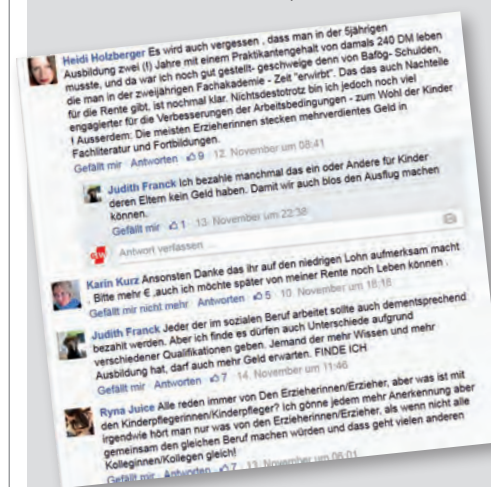 Heidi Holzberger Es wird auch vergessen , dass man in der 5jährigen
Ausbildung zwei (!) Jahre mit einem Praktikantengehalt von damals 240 DM leben
musste, und da war ich noch gut gestellt- geschweige denn von Bafög- Schulden,
die man in der zweijährigen Fachakademie - Zeit "erwirbt". Das das auch Nachteile
für die Rente gibt, ist nochmal klar. Nichtsdestotrotz bin ich jedoch noch viel
engagierter für die Verbesserungen der Arbeitsbedingungen - zum Wohl der Kinder
! Ausserdem: Die meisten Erzieherinnen stecken mehrverdientes Geld in
Fachliteratur und Fortbildungen.
Gefällt mir · Antworten · 9 · 12. November um 08:41
Judith Franck Ich bezahle manchmal das ein oder Andere für Kinder
deren Eltern kein Geld haben. Damit wir auch blos den Ausflug machen
können.
Gefällt mir · 1 · 13. November um 22:38
Antwort verfassen ...
Karin Kurz Ansonsten Danke das ihr auf den niedrigen Lohn aufmerksam macht
. Bitte mehr € ,auch ich möchte später von meiner Rente noch Leben können .
Gefällt mir nicht mehr · Antworten · 5 · 10. November um 18:16
Judith Franck Jeder der im sozialen Beruf arbeitet sollte auch dementsprechend
bezahlt werden. Aber ich finde es dürfen auch Unterschiede aufgrund
verschiedener Qualifikationen geben. Jemand der mehr Wissen und mehr
Ausbildung hat, darf auch mehr Geld erwarten. FINDE ICH
Gefällt mir · Antworten · 7 · 14. November um 11:46
Ryna Juice Alle reden immer von Den Erzieherinnen/Erzieher, aber was ist mit
den Kinderpflegerinnen/Kinderpfleger? Ich gönne jedem mehr Anerkennung aber
irgendwie hört man nur was von den Erzieherinnen/Erzieher, als wenn nicht alle
gemeinsam den gleichen Beruf machen würden und dass geht vielen anderen
Kolleginnen/Kollegen gleich!
Gefällt mir · Antworten · 7 · 13. November um 06:01